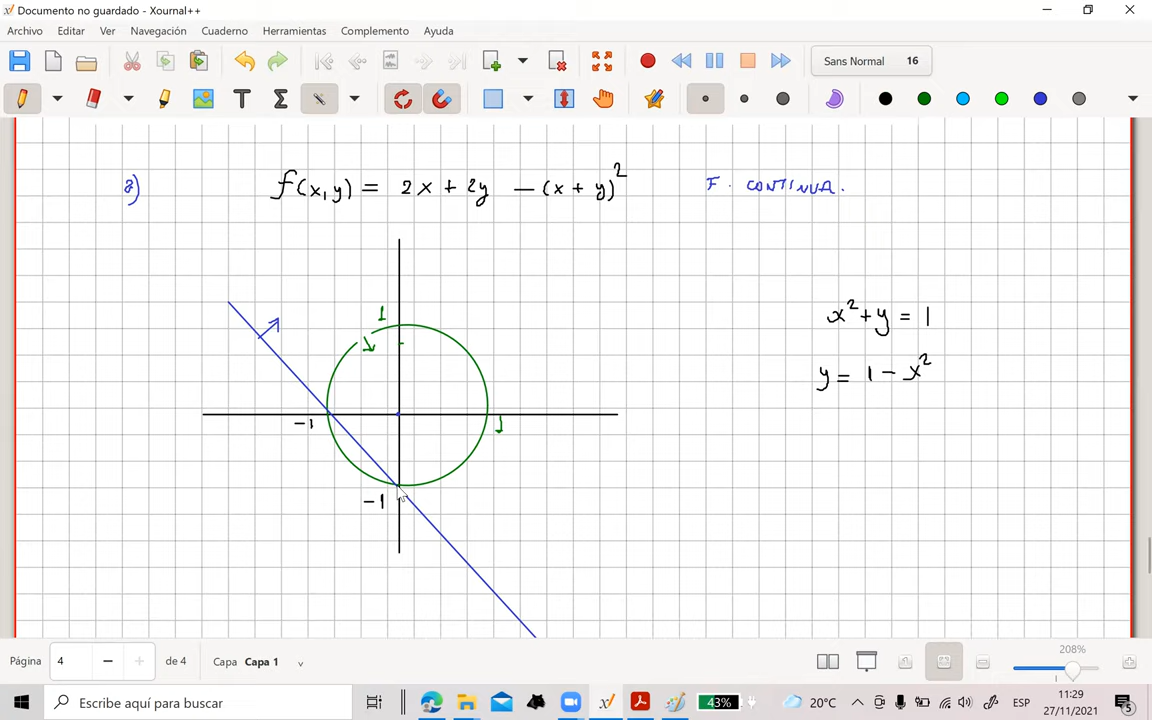 Documento no guardado - Xournal++
Archivo Editar Ver Navegación Cuaderno Herramientas Complemento Ayuda
Sans Normal 16
2) f(x,y) = 2x + 2y - (x + y)² F. CONTINUA.
1
x² + y = 1
y = 1 - x²
-1
1
-1
Página 4 de 4 Capa Capa 1 208%
Escribe aquí para buscar 43% 20°C ESP 11:29
27/11/2021 5